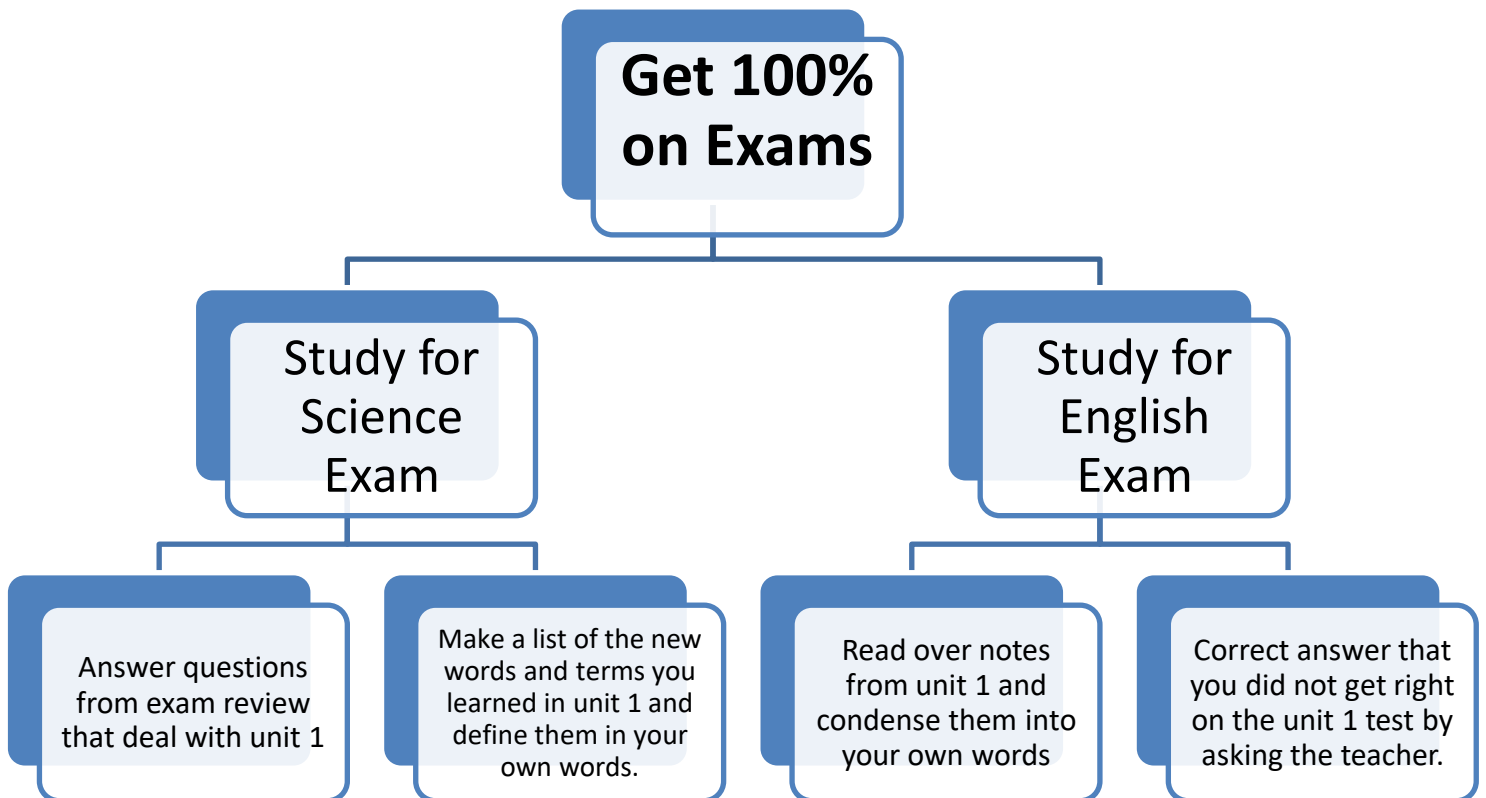 Get 100%
on Exams
Study for
Science
Exam
Study for
English
Exam
Answer questions
from exam review
that deal with unit 1
Make a list of the new
words and terms you
learned in unit 1 and
define them in your
own words.
Read over notes
from unit 1 and
condense them into
your own words
Correct answer that
you did not get right
on the unit 1 test by
asking the teacher.